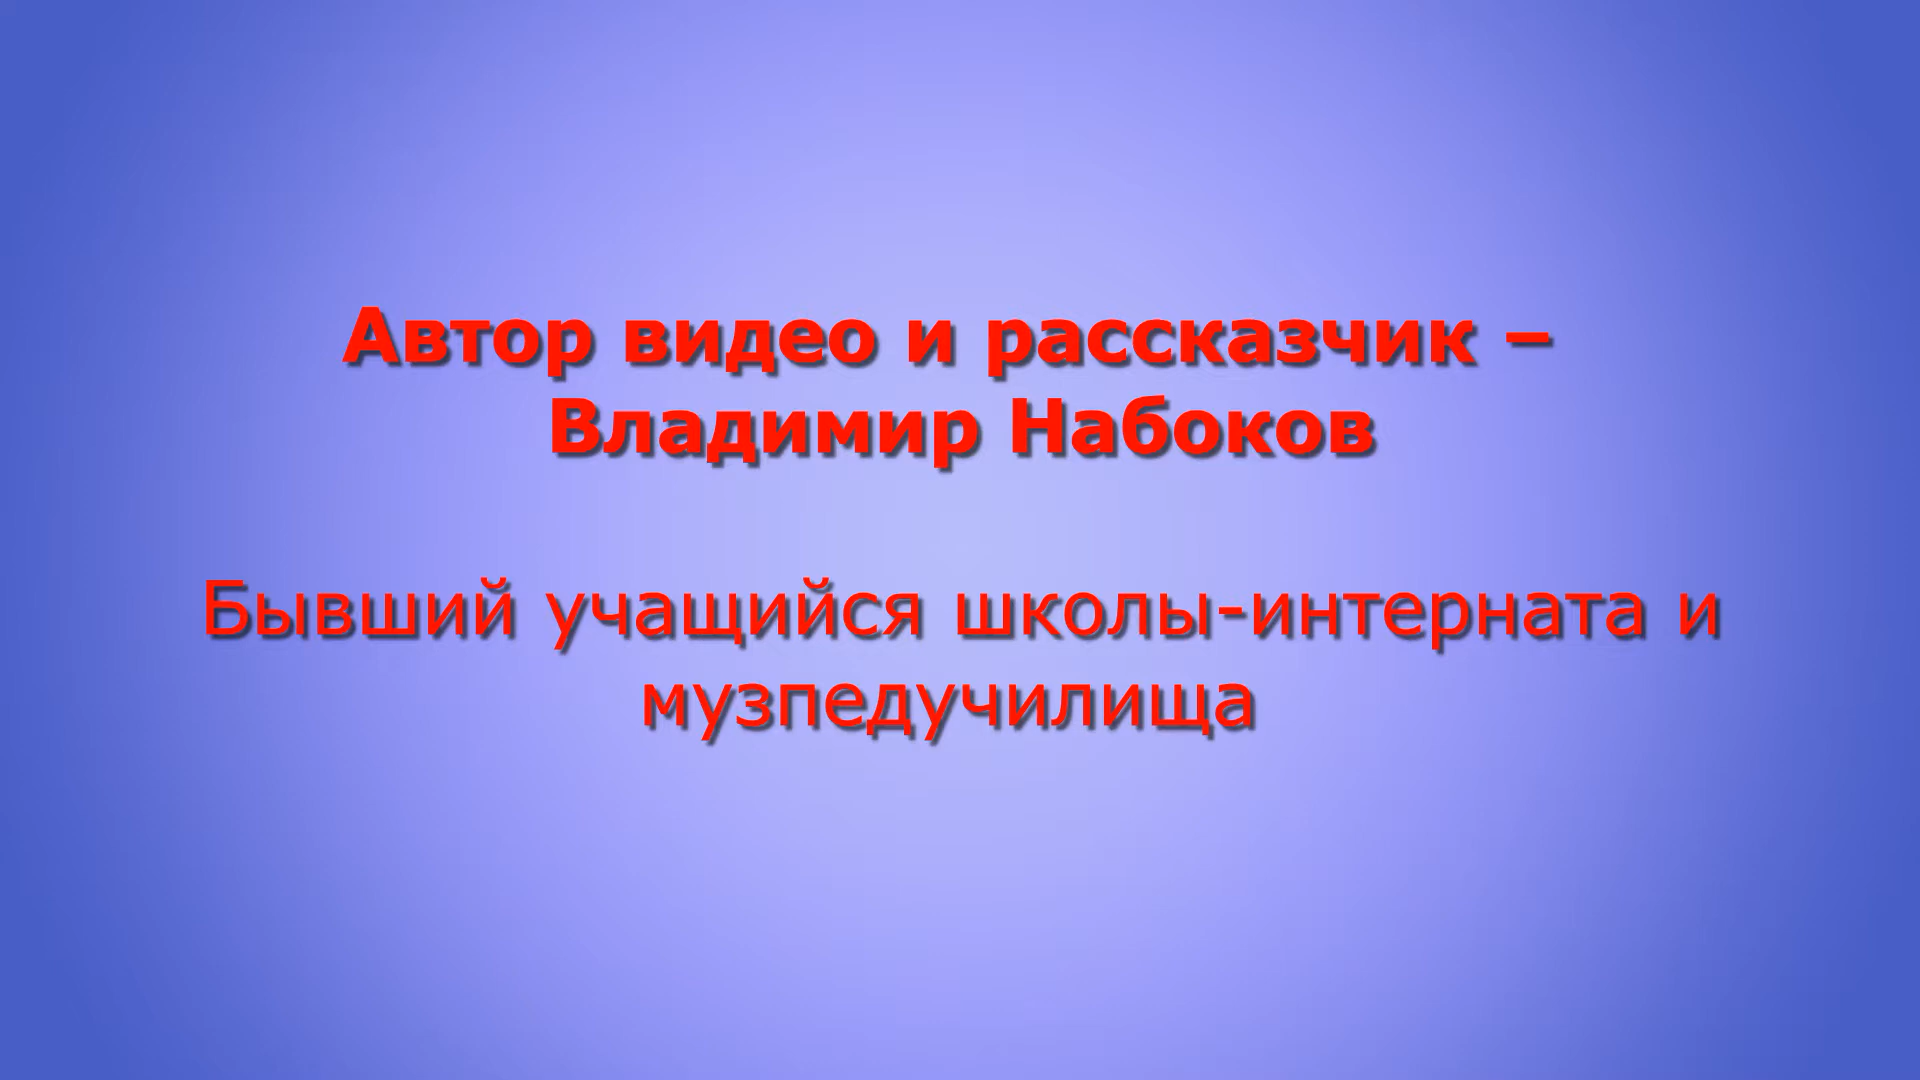 Автор видео и рассказчик –
Владимир Набоков
Бывший учащийся школы-интерната и
музпедучилища